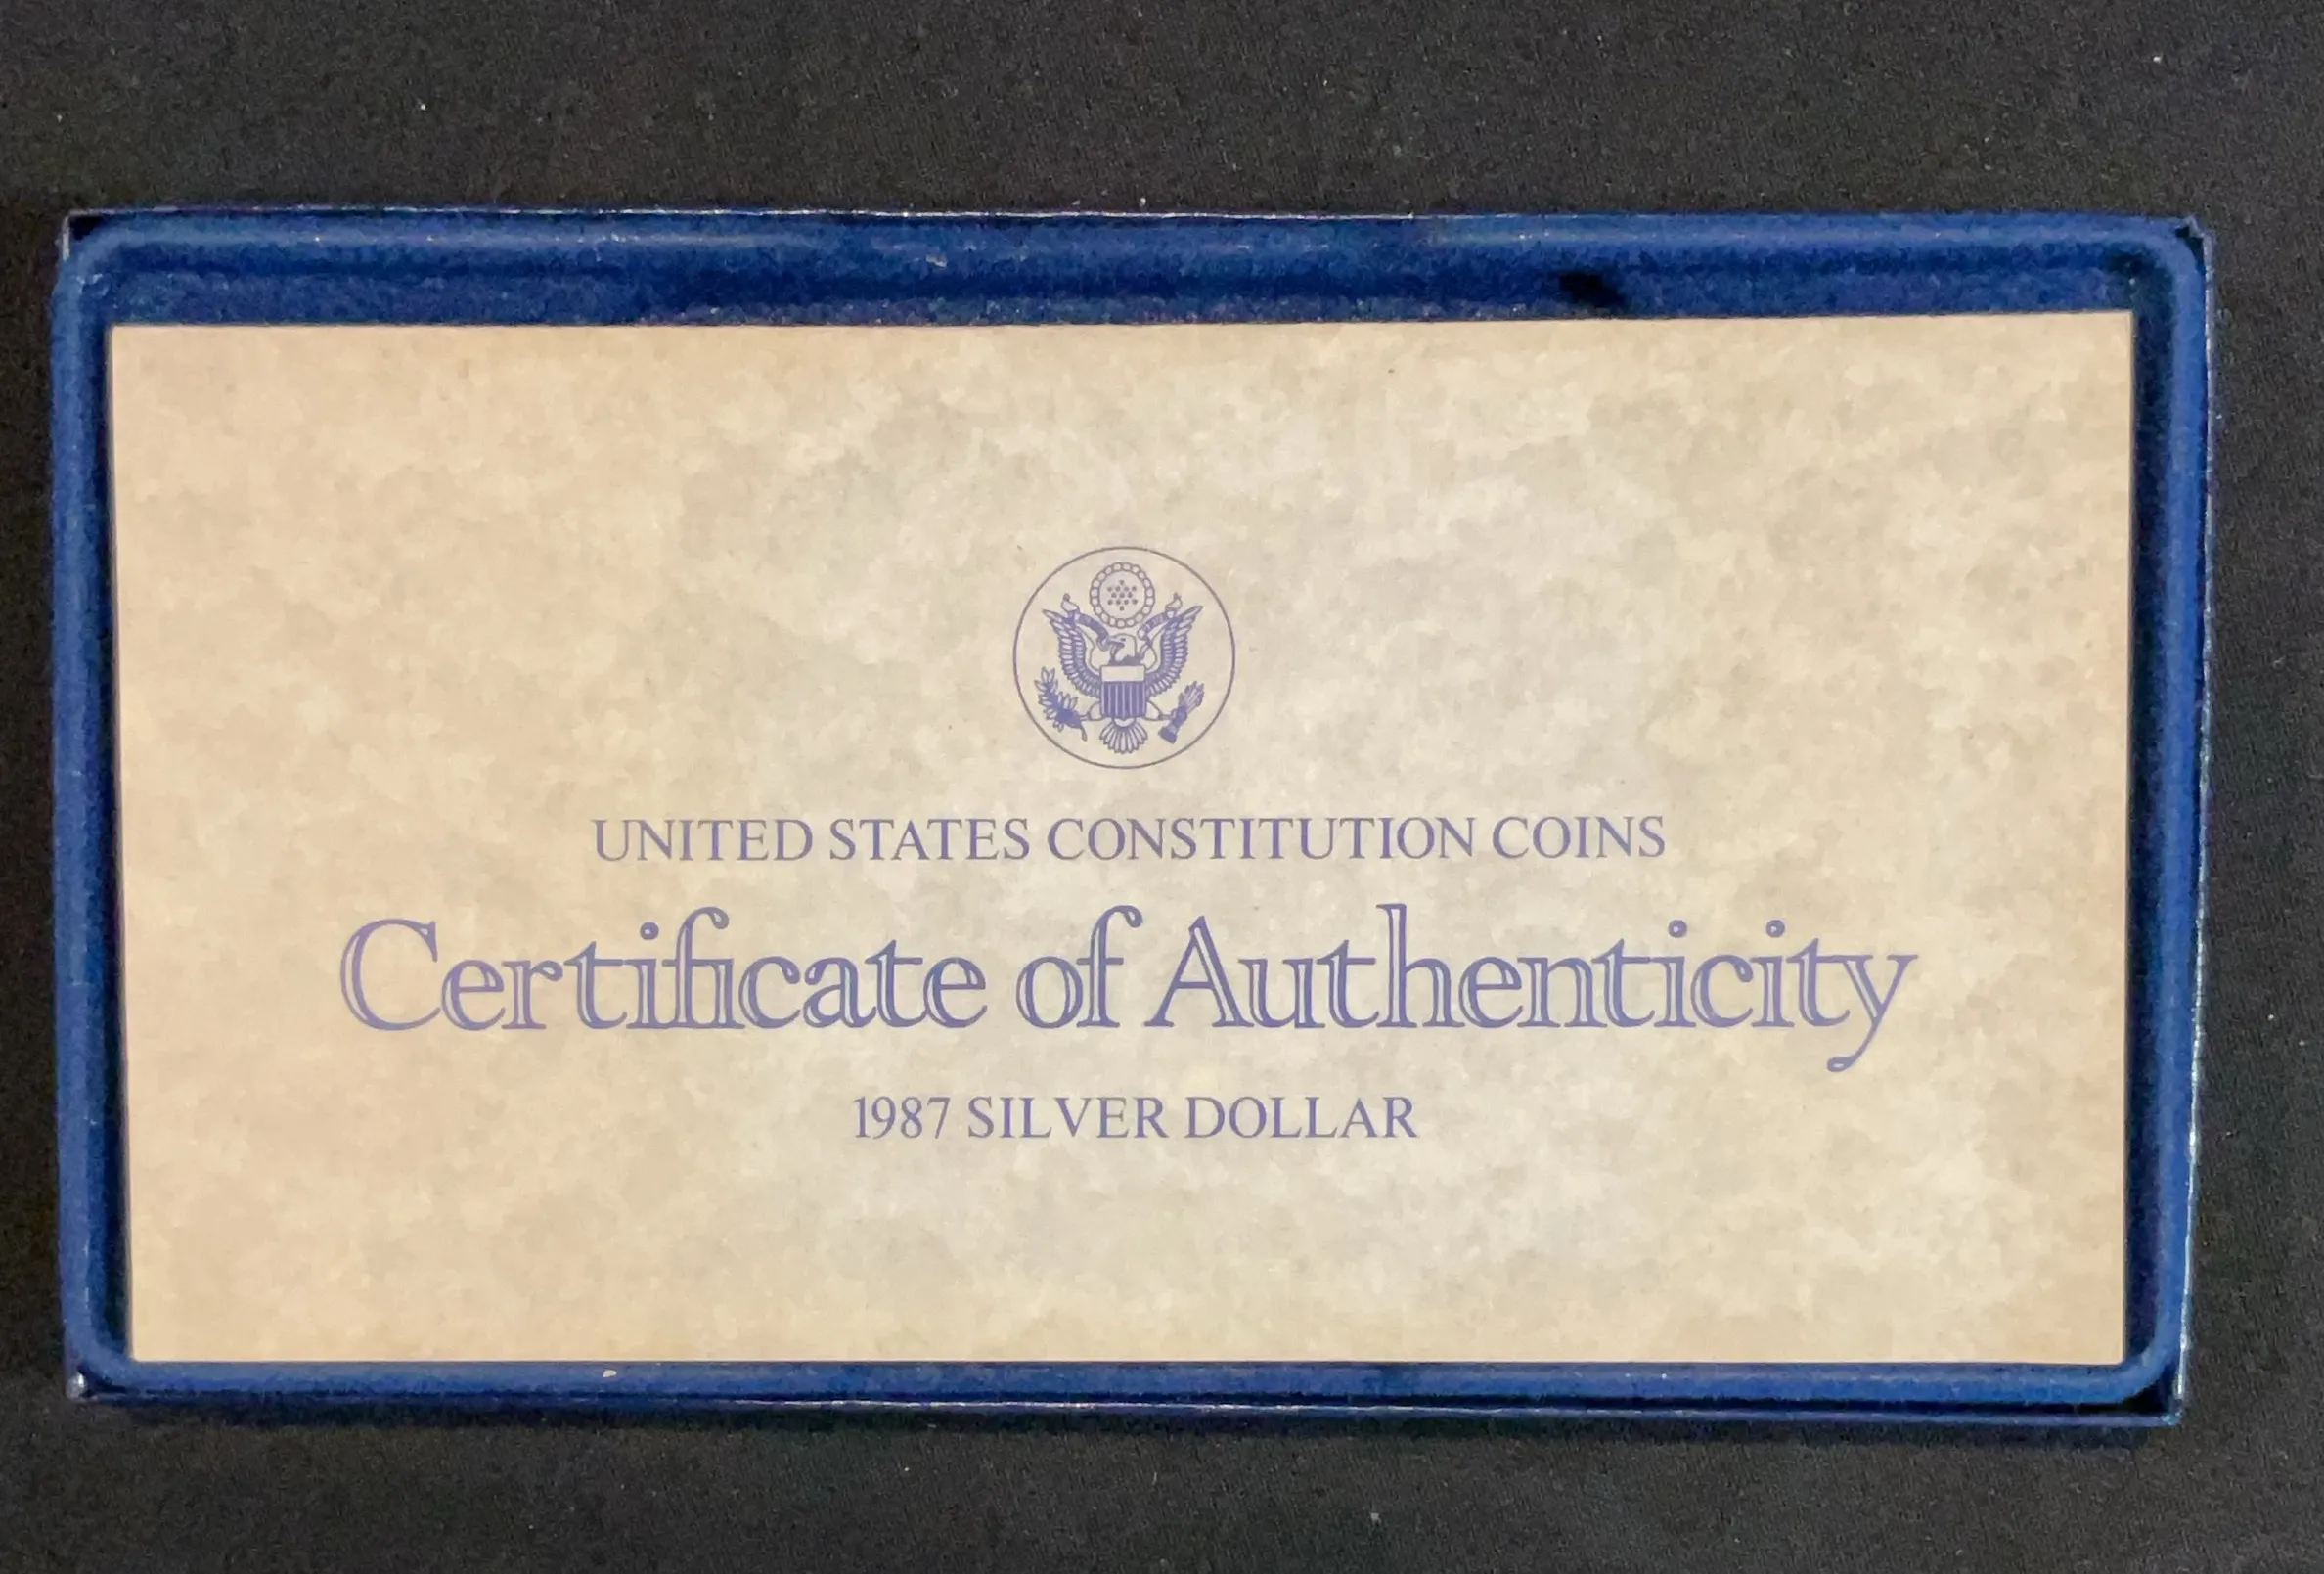 UNITED STATES CONSTITUTION COINS
Certificate of Authenticity
1987 SILVER DOLLAR